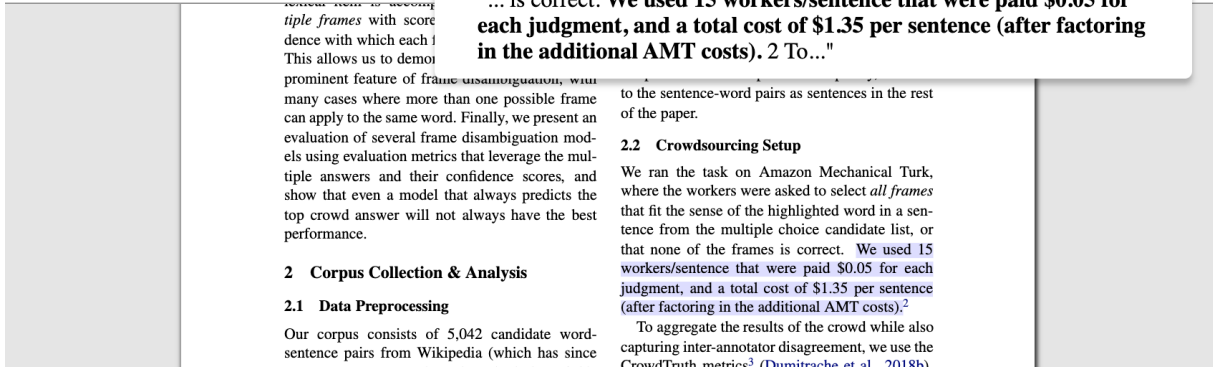 "... is correct. We used 15 workers/sentence that were paid $0.05 for
each judgment, and a total cost of $1.35 per sentence (after factoring
in the additional AMT costs). 2 To..."
tiple frames with score
dence with which each
This allows us to demo
prominent feature of frame disambiguation, with
many cases where more than one possible frame
can apply to the same word. Finally, we present an
evaluation of several frame disambiguation mod-
els using evaluation metrics that leverage the mul-
tiple answers and their confidence scores, and
show that even a model that always predicts the
top crowd answer will not always have the best
performance.
2 Corpus Collection & Analysis
2.1 Data Preprocessing
Our corpus consists of 5,042 candidate word-
sentence pairs from Wikipedia (which has since
to the sentence-word pairs as sentences in the rest
of the paper.
2.2 Crowdsourcing Setup
We ran the task on Amazon Mechanical Turk,
where the workers were asked to select all frames
that fit the sense of the highlighted word in a sen-
tence from the multiple choice candidate list, or
that none of the frames is correct. We used 15
workers/sentence that were paid $0.05 for each
judgment, and a total cost of $1.35 per sentence
(after factoring in the additional AMT costs).2
To aggregate the results of the crowd while also
capturing inter-annotator disagreement, we use the
CrowdTruth metrics3 (Dumitrache et al., 2018b)